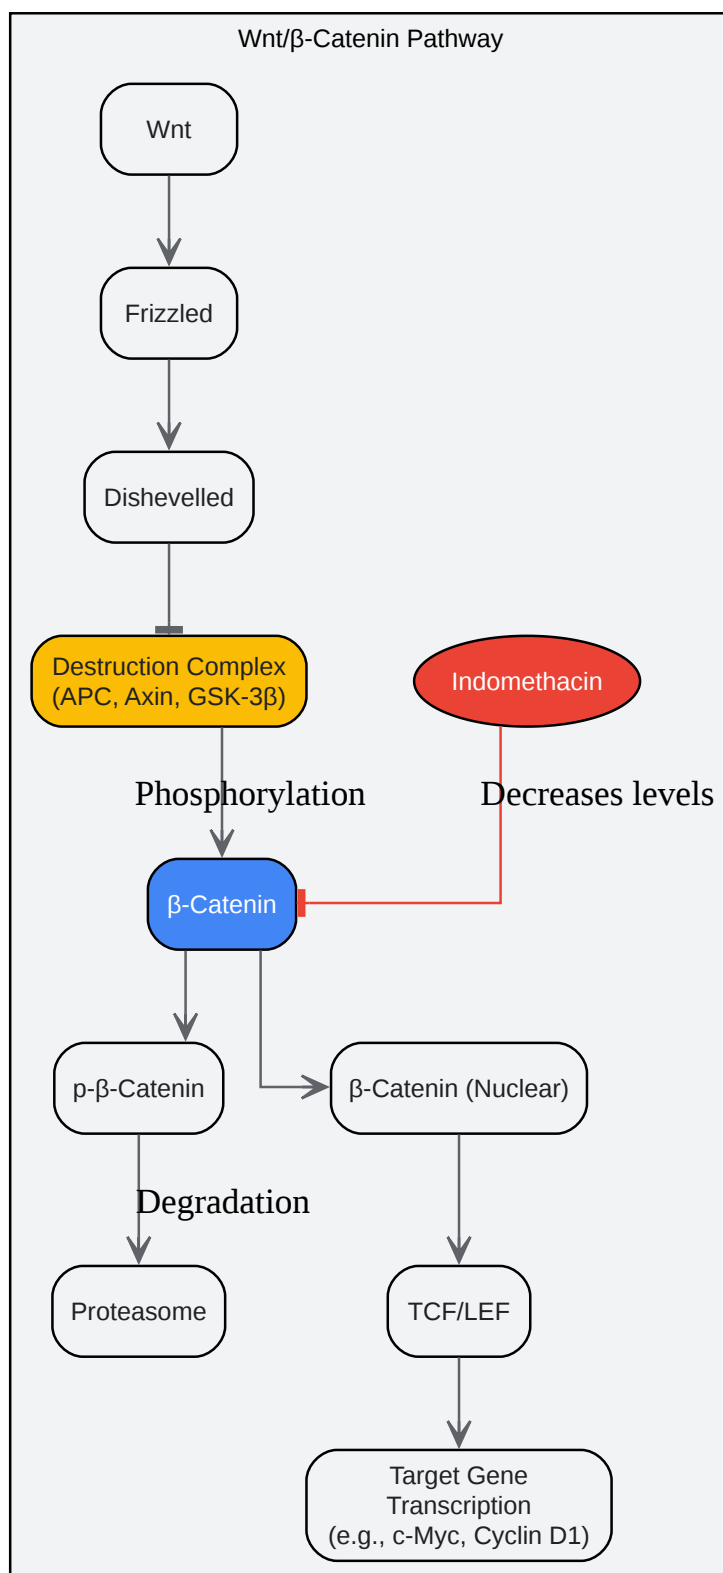 Wnt/β-Catenin Pathway
Wnt
Frizzled
Dishevelled
Destruction Complex
(APC, Axin, GSK-3β)
Indomethacin
Phosphorylation
Decreases levels
β-Catenin
p-β-Catenin
β-Catenin (Nuclear)
Degradation
Proteasome
TCF/LEF
Target Gene
Transcription
(e.g., c-Myc, Cyclin D1)